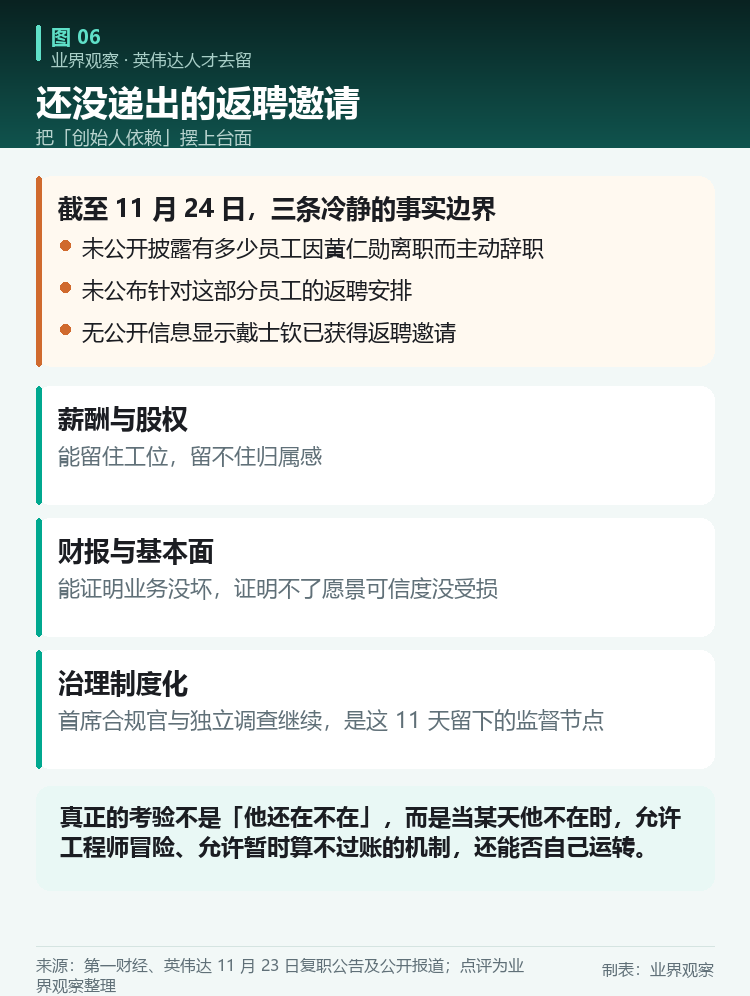 图 06
业界观察 · 英伟达人才去留
还没递出的返聘邀请
把「创始人依赖」摆上台面
截至 11 月 24 日，三条冷静的事实边界
未公开披露有多少员工因黄仁勋离职而主动辞职
未公布针对这部分员工的返聘安排
无公开信息显示戴士钦已获得返聘邀请
薪酬与股权
能留住工位，留不住归属感
财报与基本面
能证明业务没坏，证明不了愿景可信度没受损
治理制度化
首席合规官与独立调查继续，是这 11 天留下的监督节点
真正的考验不是「他还在不在」，而是当某天他不在时，允许
工程师冒险、允许暂时算不过账的机制，还能否自己运转。
来源：第一财经、英伟达 11 月 23 日复职公告及公开报道；点评为业
界观察整理
制表：业界观察